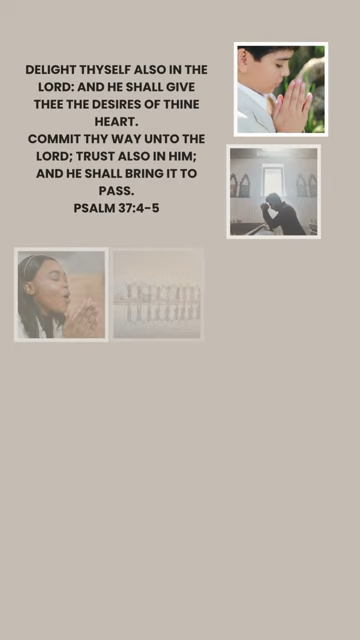 DELIGHT THYSELF ALSO IN THE
LORD: AND HE SHALL GIVE
THEE THE DESIRES OF THINE
HEART.
COMMIT THY WAY UNTO THE
LORD; TRUST ALSO IN HIM;
AND HE SHALL BRING IT TO
PASS.
PSALM 37:4-5